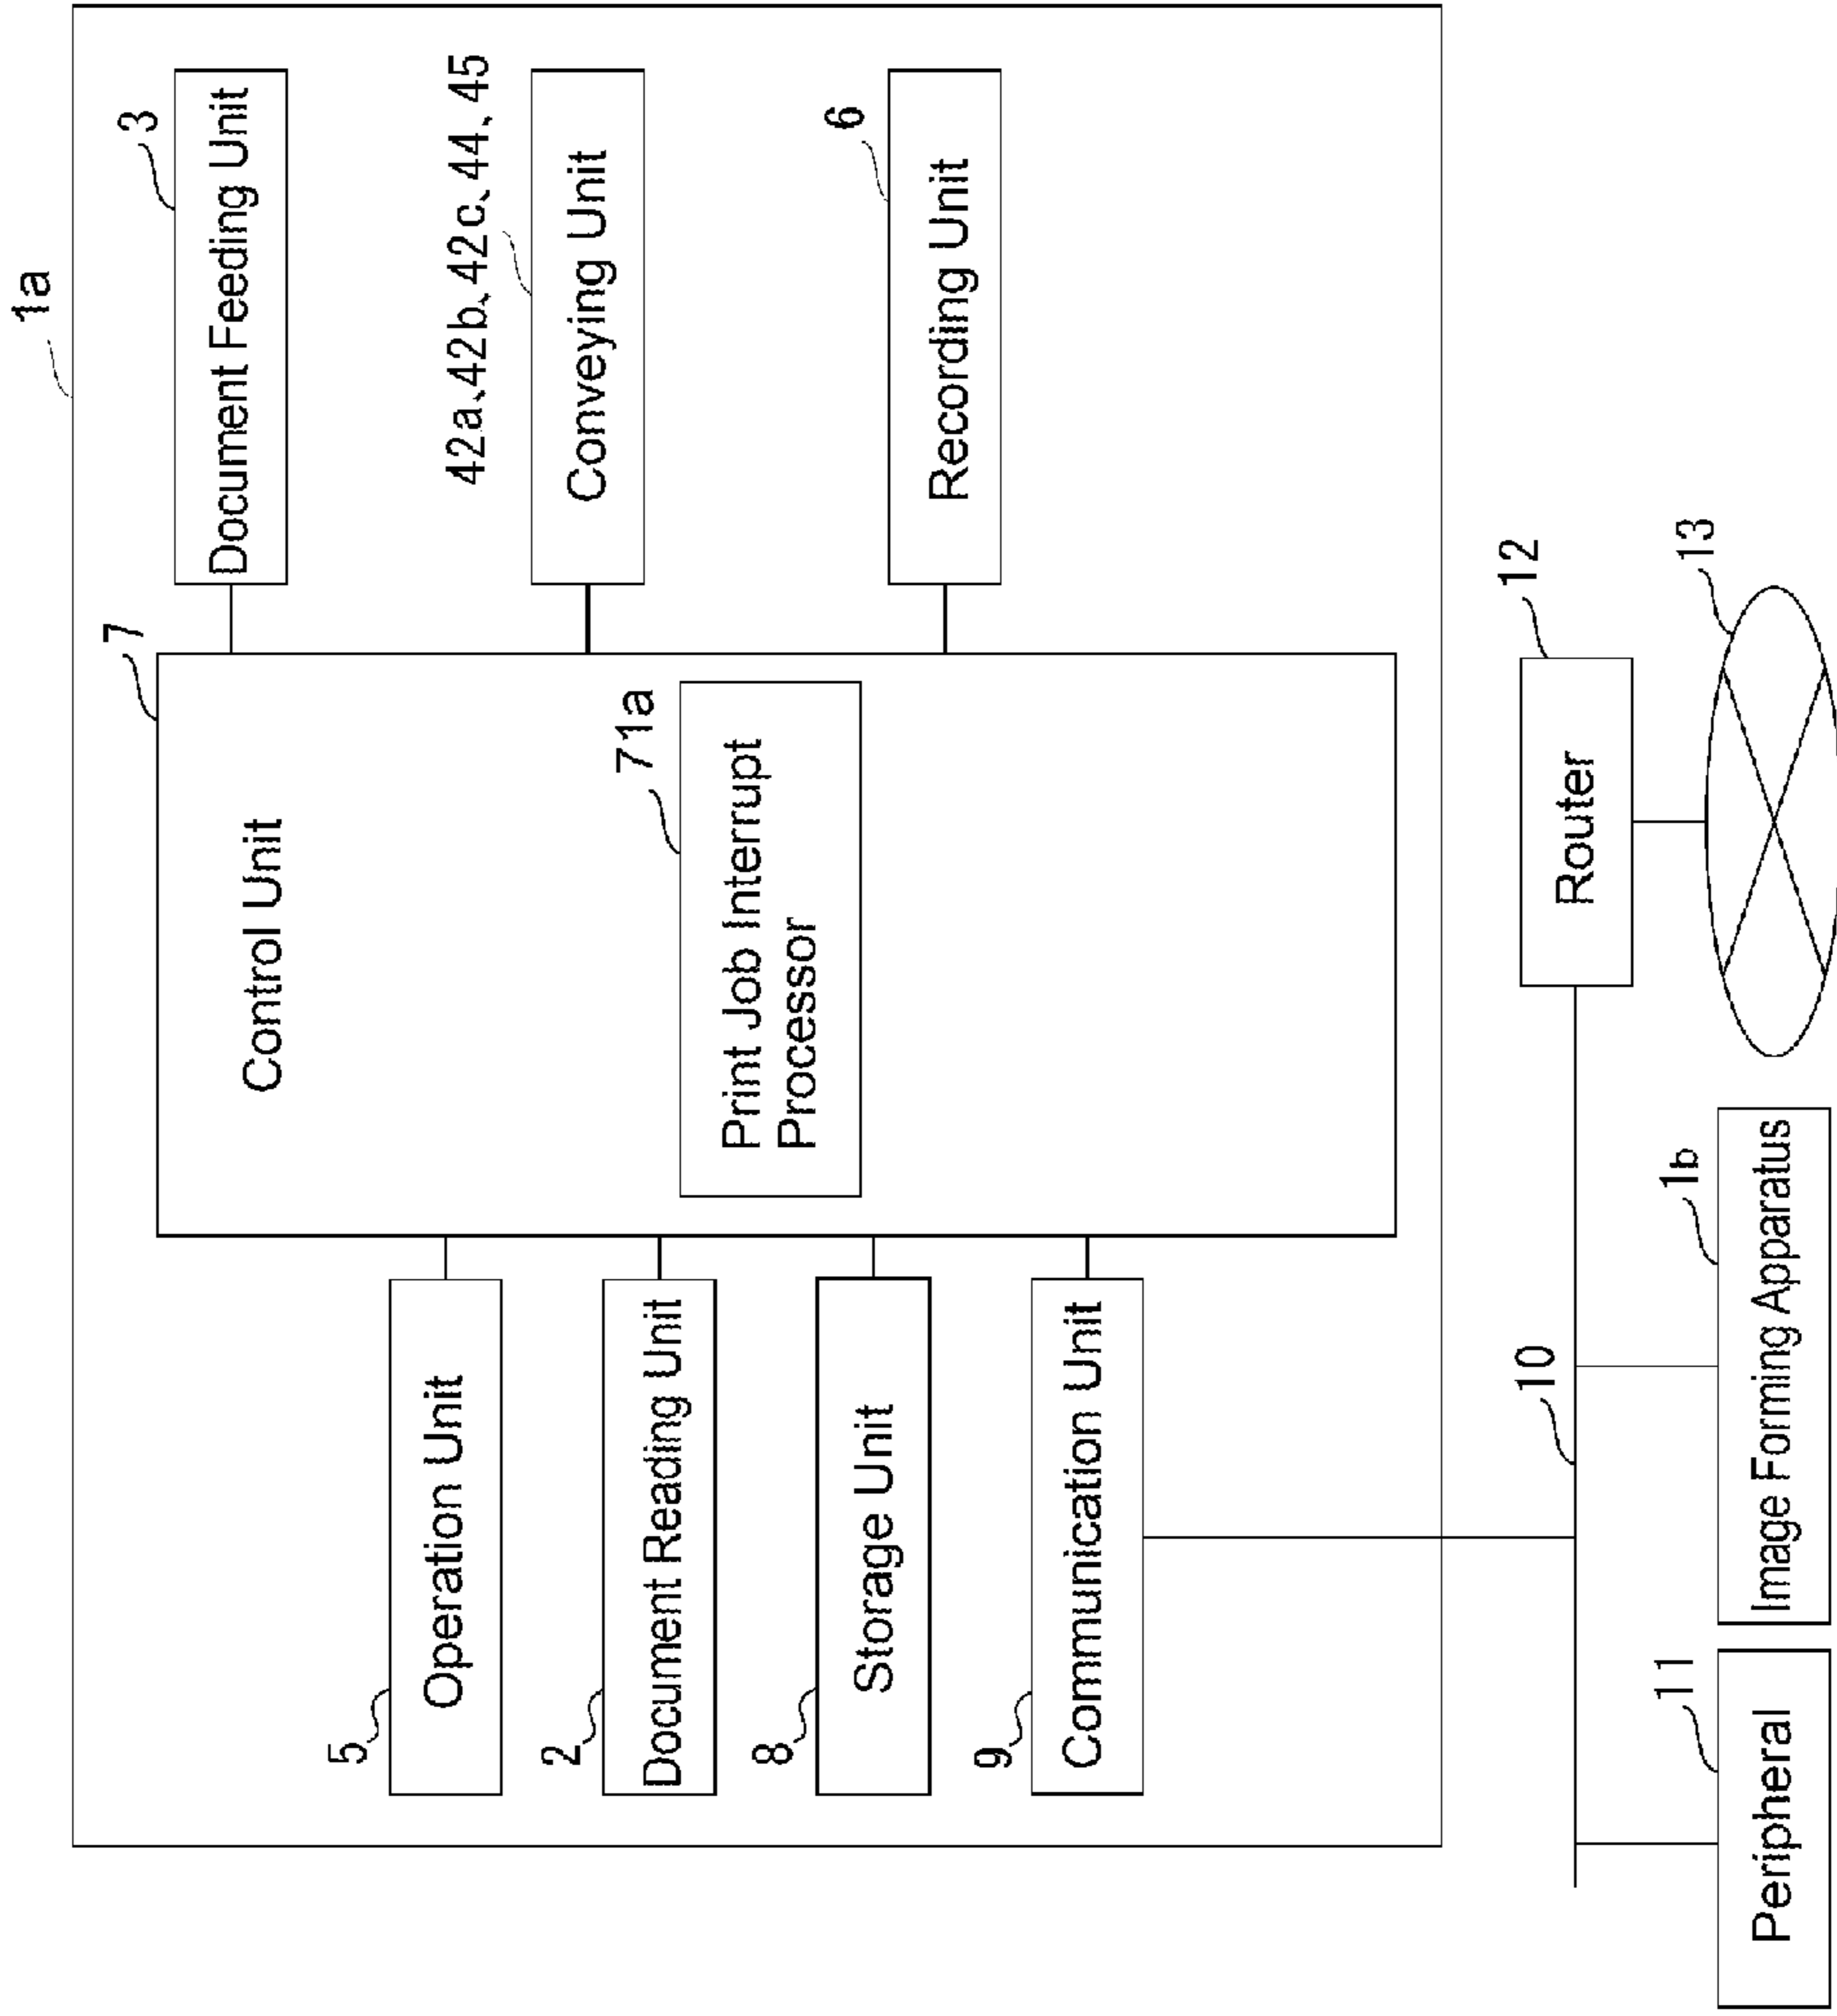 1a
7
Control Unit
3
Document Feeding Unit
5
Operation Unit
42a、42b、42c、44、45
Conveying Unit
2
Document Reading Unit
71a
Print Job Interrupt
Processor
8
Storage Unit
6
Recording Unit
9
Communication Unit
10
12
Router
11
Peripheral
1b
Image Forming Apparatus
13